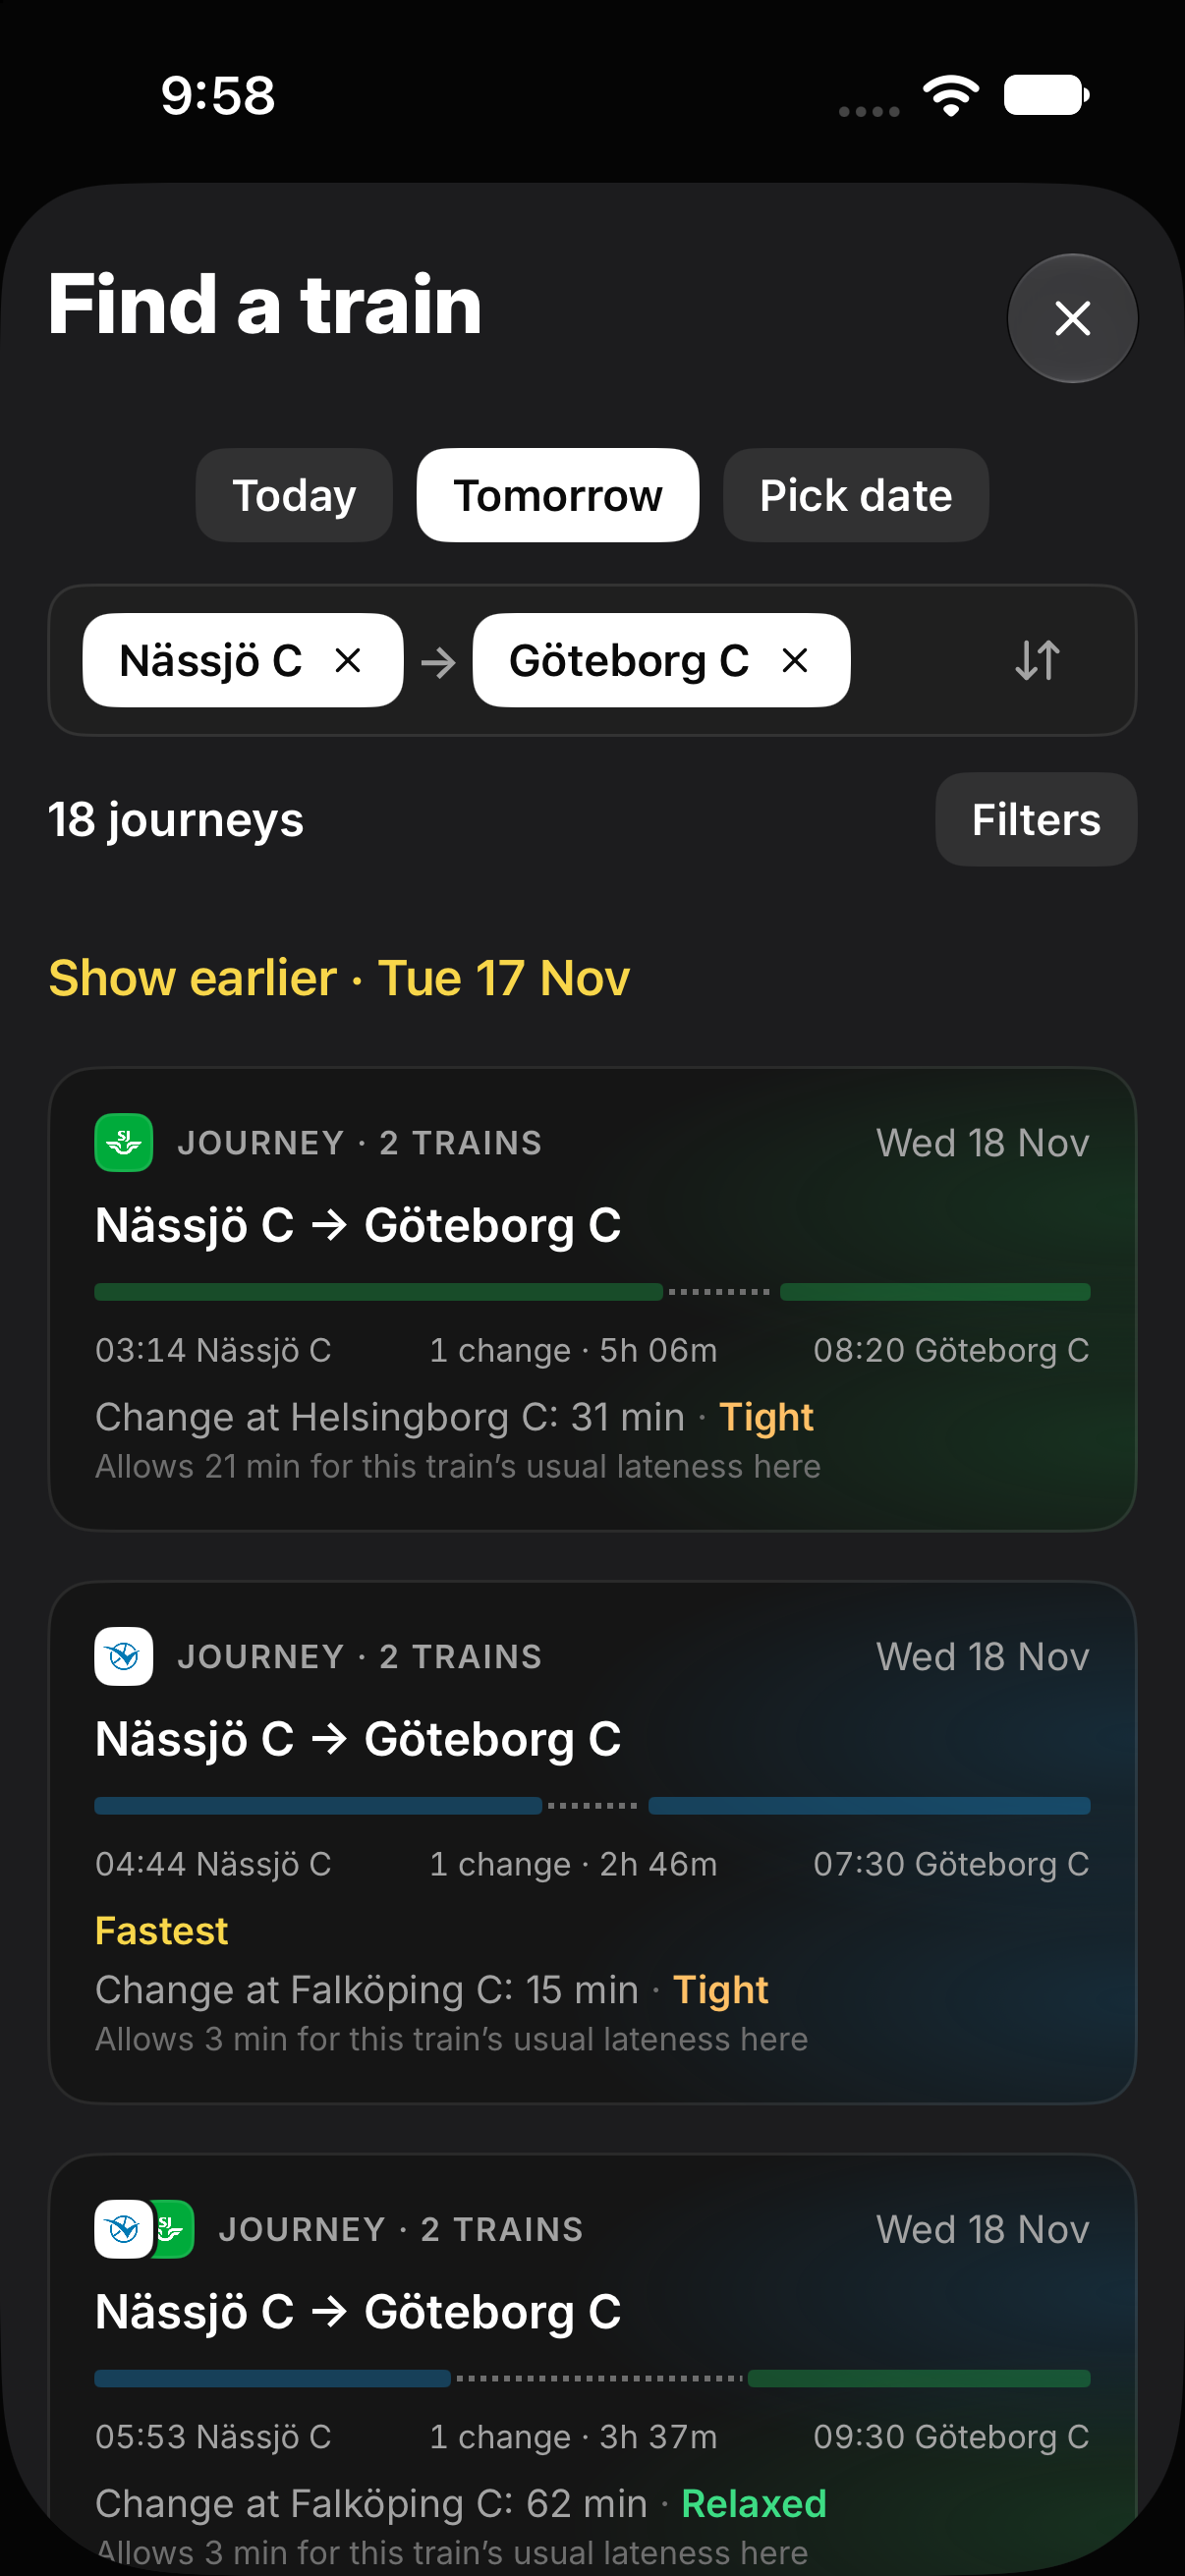 9:58
Find a train
Today Tomorrow Pick date
Nässjö C × → Göteborg C ×
18 journeys Filters
Show earlier · Tue 17 Nov
SJ JOURNEY · 2 TRAINS Wed 18 Nov
Nässjö C → Göteborg C
03:14 Nässjö C 1 change · 5h 06m 08:20 Göteborg C
Change at Helsingborg C: 31 min · Tight
Allows 21 min for this train’s usual lateness here
JOURNEY · 2 TRAINS Wed 18 Nov
Nässjö C → Göteborg C
04:44 Nässjö C 1 change · 2h 46m 07:30 Göteborg C
Fastest
Change at Falköping C: 15 min · Tight
Allows 3 min for this train’s usual lateness here
SJ JOURNEY · 2 TRAINS Wed 18 Nov
Nässjö C → Göteborg C
05:53 Nässjö C 1 change · 3h 37m 09:30 Göteborg C
Change at Falköping C: 62 min · Relaxed
Allows 3 min for this train’s usual lateness here